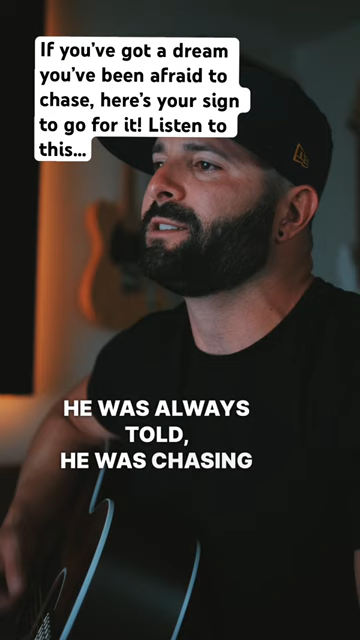 If you've got a dream
you've been afraid to
chase, here's your sign
to go for it! Listen to
this...
HE WAS ALWAYS
TOLD,
HE WAS CHASING